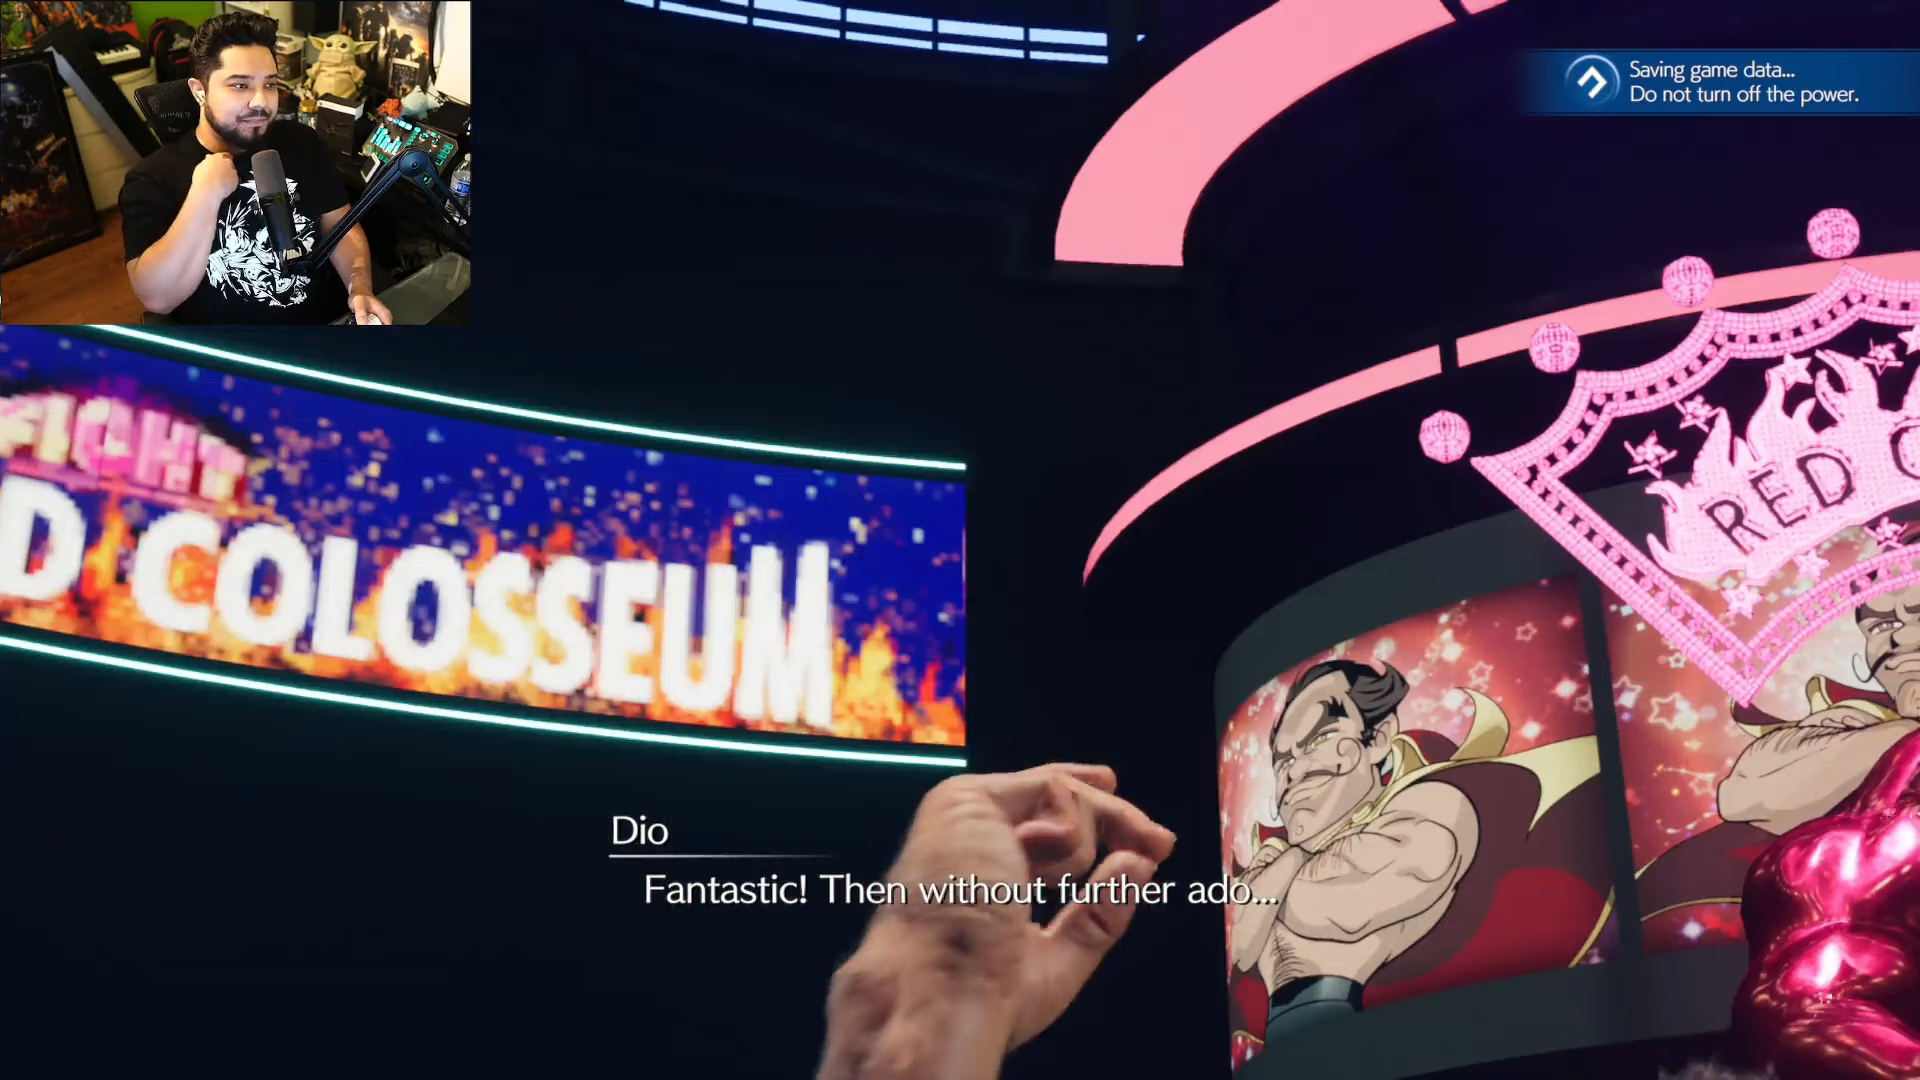 Saving game data...
Do not turn off the power.
FIGHT
D COLOSSEUM
RED
Dio
Fantastic! Then without further ado...